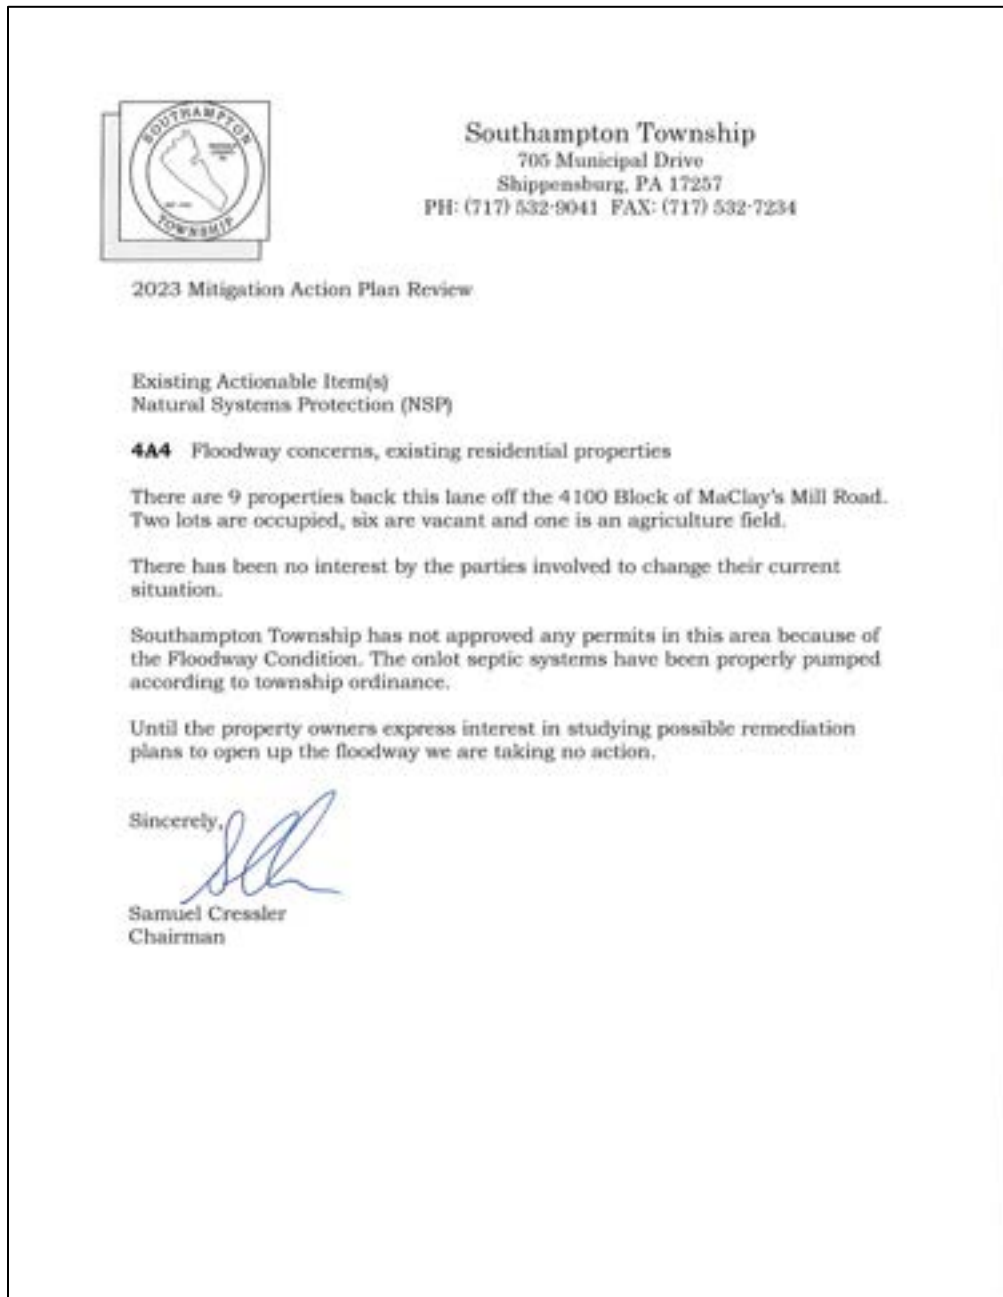 SOUTHAMPTON
TOWNSHIP
Southampton Township
705 Municipal Drive
Shippensburg, PA 17257
PH: (717) 532-9041 FAX: (717) 532-7234
2023 Mitigation Action Plan Review
Existing Actionable Item(s)
Natural Systems Protection (NSP)
4A4 Floodway concerns, existing residential properties
There are 9 properties back this lane off the 4100 Block of MaClay's Mill Road.
Two lots are occupied, six are vacant and one is an agriculture field.
There has been no interest by the parties involved to change their current
situation.
Southampton Township has not approved any permits in this area because of
the Floodway Condition. The onlot septic systems have been properly pumped
according to township ordinance.
Until the property owners express interest in studying possible remediation
plans to open up the floodway we are taking no action.
Sincerely,
Samuel Cressler
Chairman